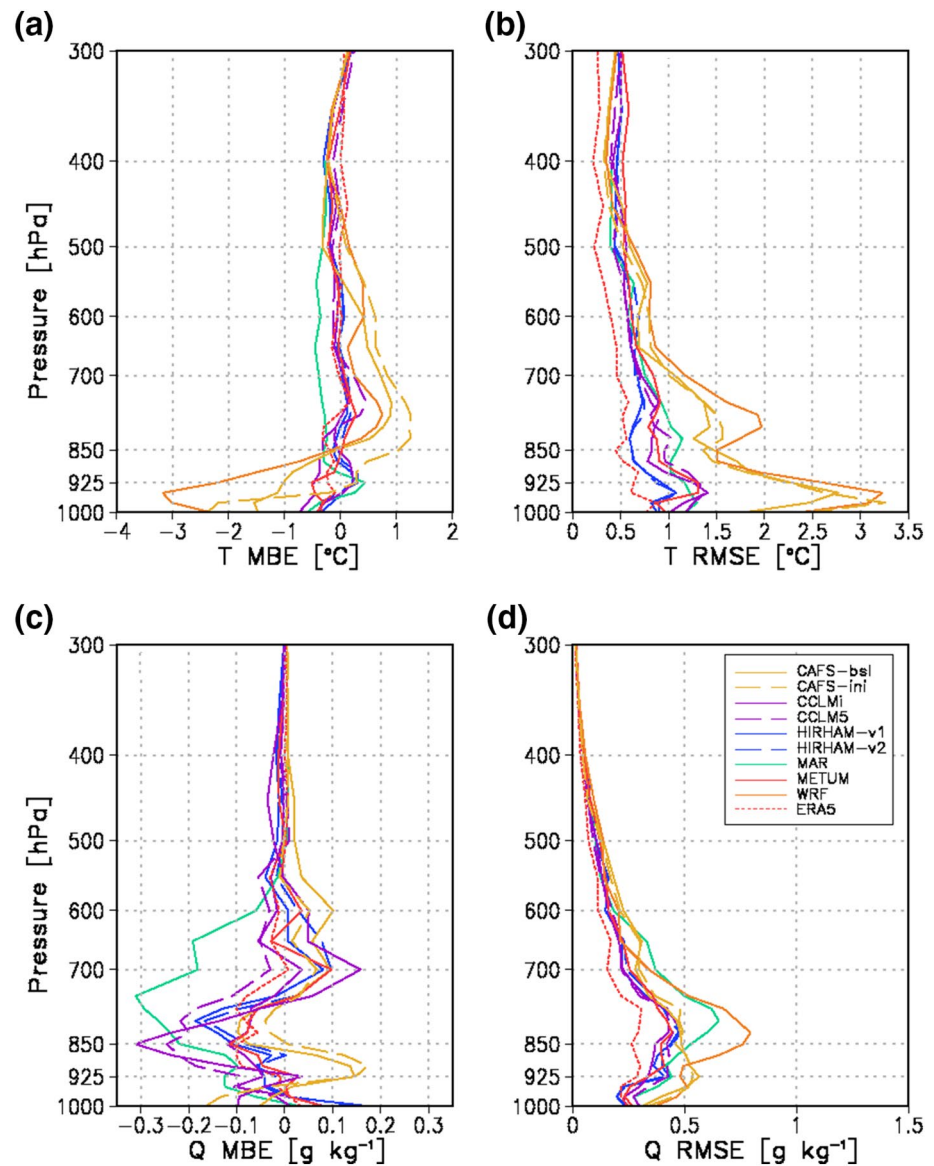 (a)
300
400
500
600
700
850
925
1000
Pressure [hPa]
−4 −3 −2 −1 0 1 2
T MBE [°C]
(b)
300
400
500
600
700
850
925
1000
0 0.5 1 1.5 2 2.5 3 3.5
T RMSE [°C]
(c)
300
400
500
600
700
850
925
1000
Pressure [hPa]
−0.3 −0.2 −0.1 0 0.1 0.2 0.3
Q MBE [g kg⁻¹]
(d)
300
400
500
600
700
850
925
1000
CAFS−bsl
CAFS−ini
CCLMi
CCLM5
HIRHAM−v1
HIRHAM−v2
MAR
METUM
WRF
ERA5
0 0.5 1 1.5
Q RMSE [g kg⁻¹]